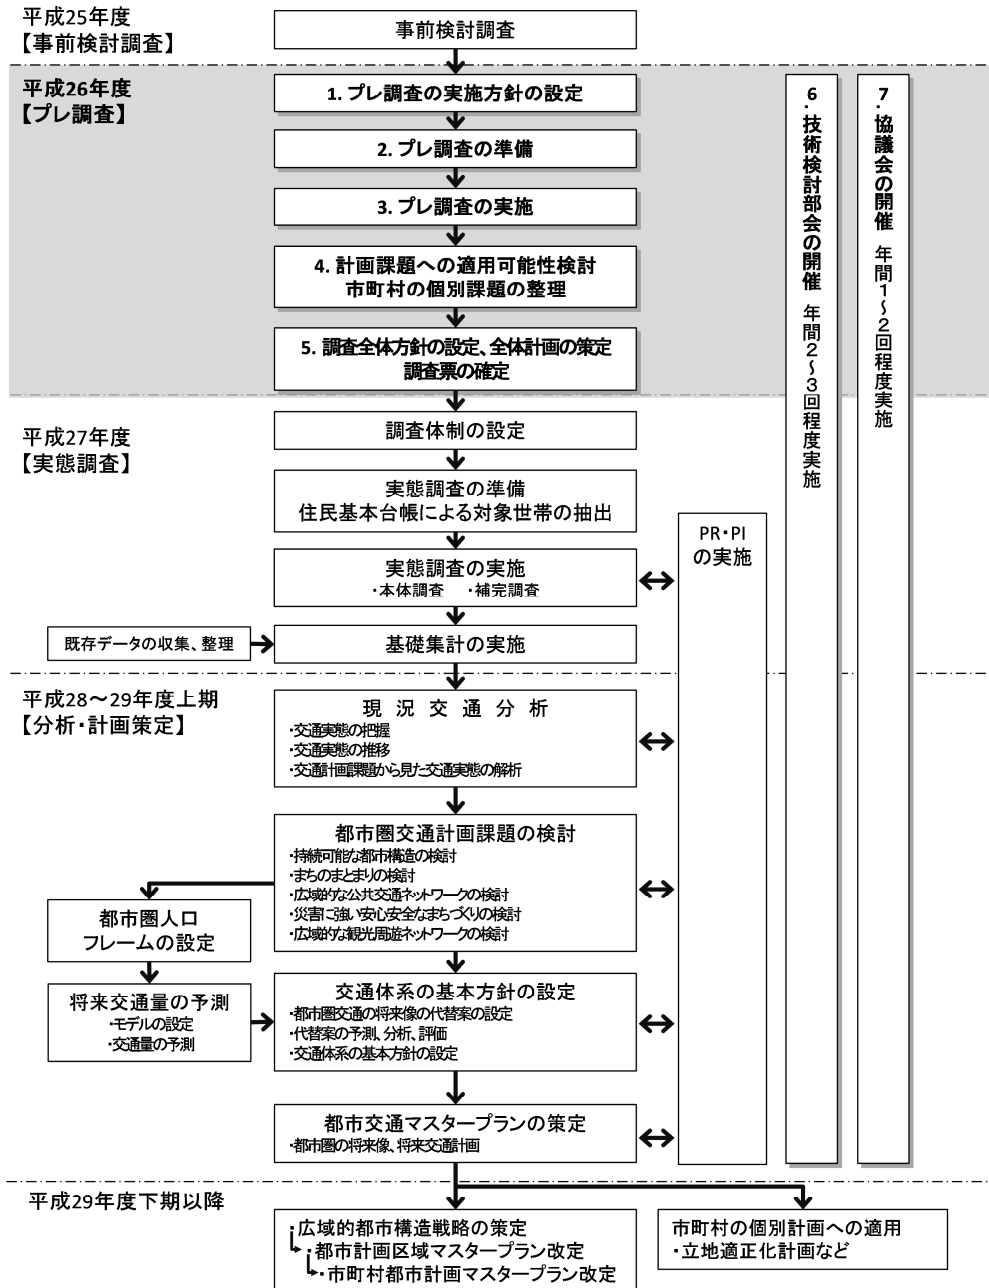 平成25年度
【事前検討調査】
事前検討調査
平成26年度
【プレ調査】
1. プレ調査の実施方針の設定
2. プレ調査の準備
3. プレ調査の実施
4. 計画課題への適用可能性検討
市町村の個別課題の整理
5. 調査全体方針の設定、全体計画の策定
調査票の確定
6．技術検討部会の開催 年間２～３回程度実施
7．協議会の開催 年間１～２回程度実施
平成27年度
【実態調査】
調査体制の設定
実態調査の準備
住民基本台帳による対象世帯の抽出
実態調査の実施
・本体調査 ・補完調査
既存データの収集、整理
基礎集計の実施
PR・PI
の実施
平成28～29年度上期
【分析・計画策定】
現況交通分析
・交通実態の把握
・交通実態の推移
・交通計画課題から見た交通実態の解析
都市圏交通計画課題の検討
・持続可能な都市構造の検討
・まちのまとまりの検討
・広域的な公共交通ネットワークの検討
・災害に強い安心安全なまちづくりの検討
・広域的な観光周遊ネットワークの検討
都市圏人口
フレームの設定
将来交通量の予測
・モデルの設定
・交通量の予測
交通体系の基本方針の設定
・都市圏交通の将来像の代替案の設定
・代替案の予測、分析、評価
・交通体系の基本方針の設定
都市交通マスタープランの策定
・都市圏の将来像、将来交通計画
平成29年度下期以降
・広域的都市構造戦略の策定
・都市計画区域マスタープラン改定
・市町村都市計画マスタープラン改定
市町村の個別計画への適用
・立地適正化計画など